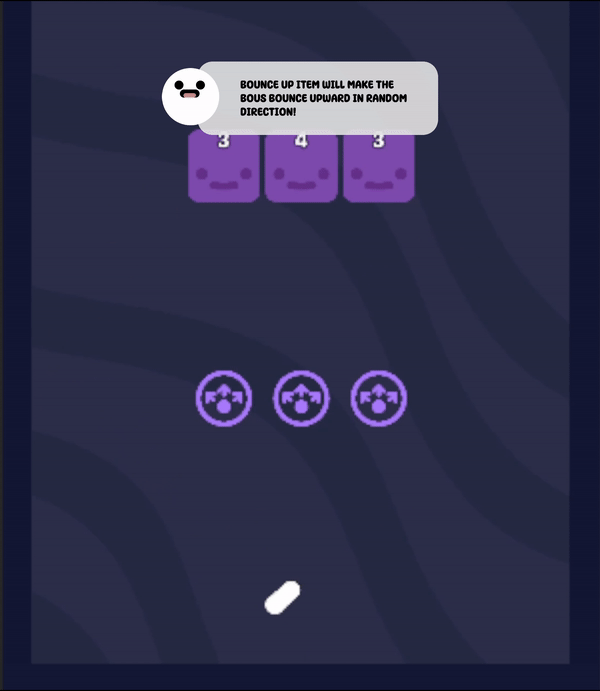 BOUNCE UP ITEM WILL MAKE THE
BOUS BOUNCE UPWARD IN RANDOM
DIRECTION!
3 4 3